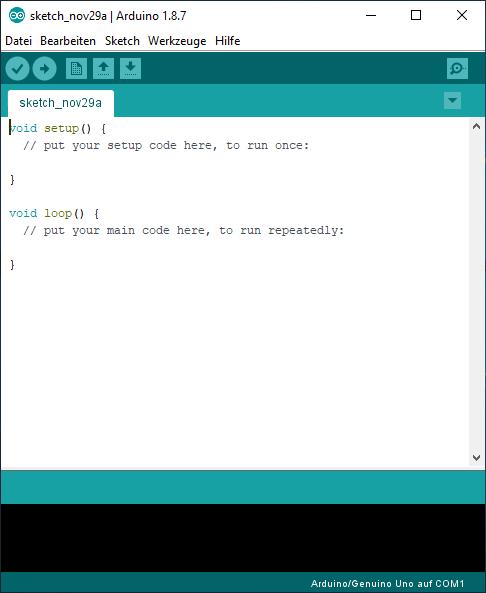 sketch_nov29a | Arduino 1.8.7
Datei Bearbeiten Sketch Werkzeuge Hilfe
sketch_nov29a
void setup() {
  // put your setup code here, to run once:
}
void loop() {
  // put your main code here, to run repeatedly:
}
Arduino/Genuino Uno auf COM1